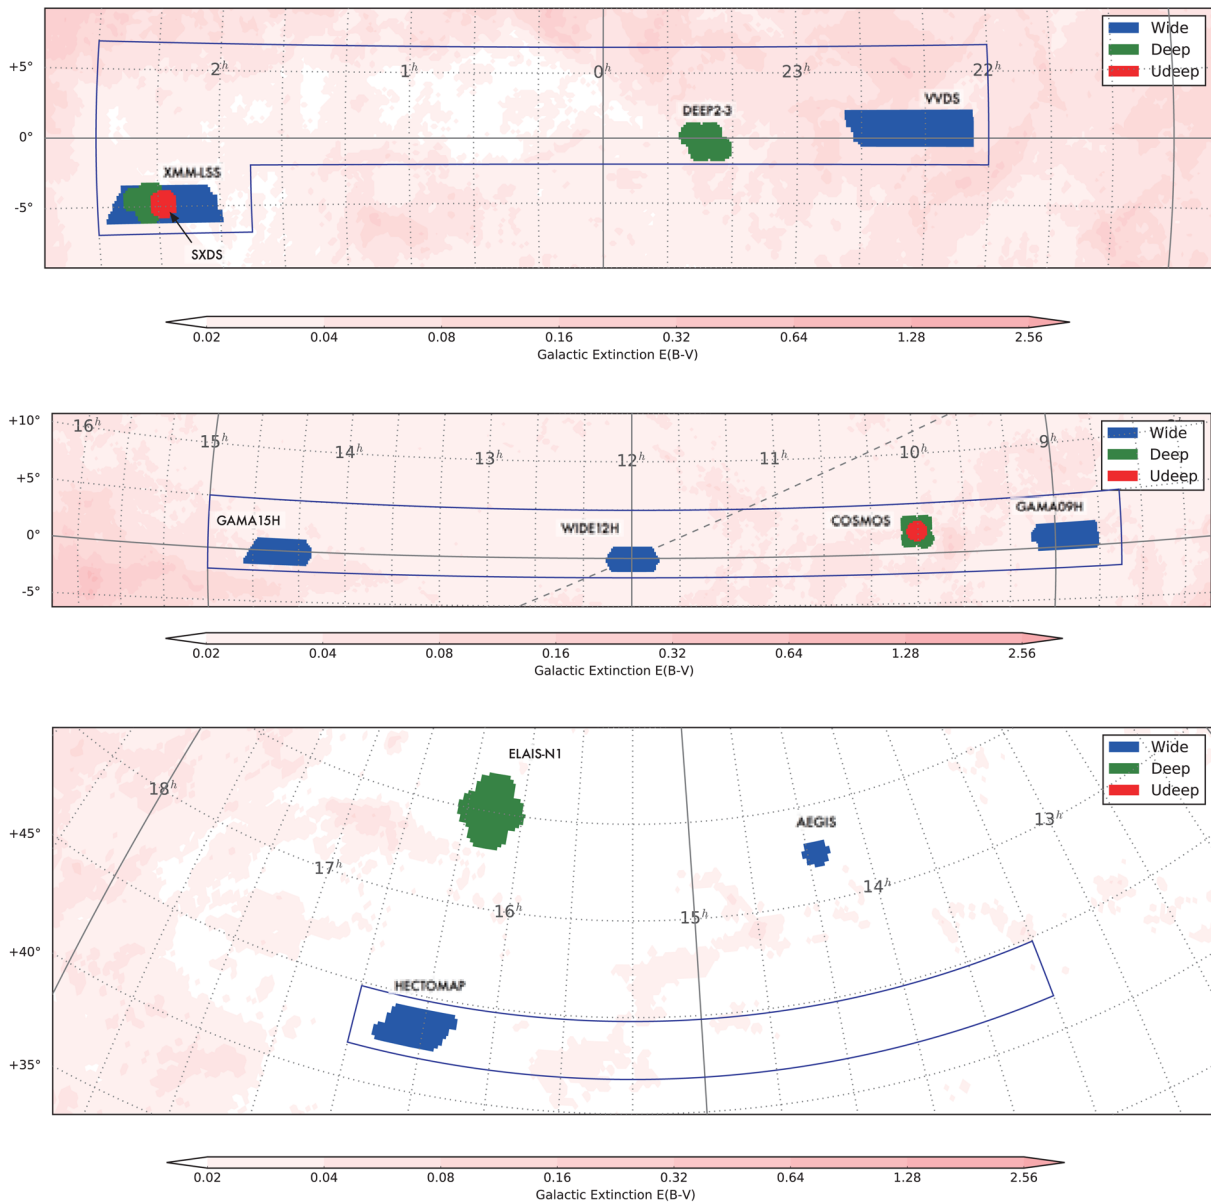 Wide
Deep
Udeep
+5°
0°
-5°
2ʰ
1ʰ
0ʰ
23
22ʰ
DEEP2-3
VVDS
XMM-LSS
SXDS
0.02 0.04 0.08 0.16 0.32 0.64 1.28 2.56
Galactic Extinction E(B-V)
+10°
+5°
0°
-5°
16ʰ
15ʰ
14ʰ
13ʰ
12ʰ
11ʰ
10ʰ
9ʰ
Wide
Deep
Udeep
GAMA15H
WIDE12H
COSMOS
GAMA09H
0.02 0.04 0.08 0.16 0.32 0.64 1.28 2.56
Galactic Extinction E(B-V)
Wide
Deep
Udeep
+45°
+40°
+35°
ELAIS-N1
AEGIS
18ʰ
17ʰ
16ʰ
15ʰ
14ʰ
13ʰ
HECTOMAP
0.02 0.04 0.08 0.16 0.32 0.64 1.28 2.56
Galactic Extinction E(B-V)